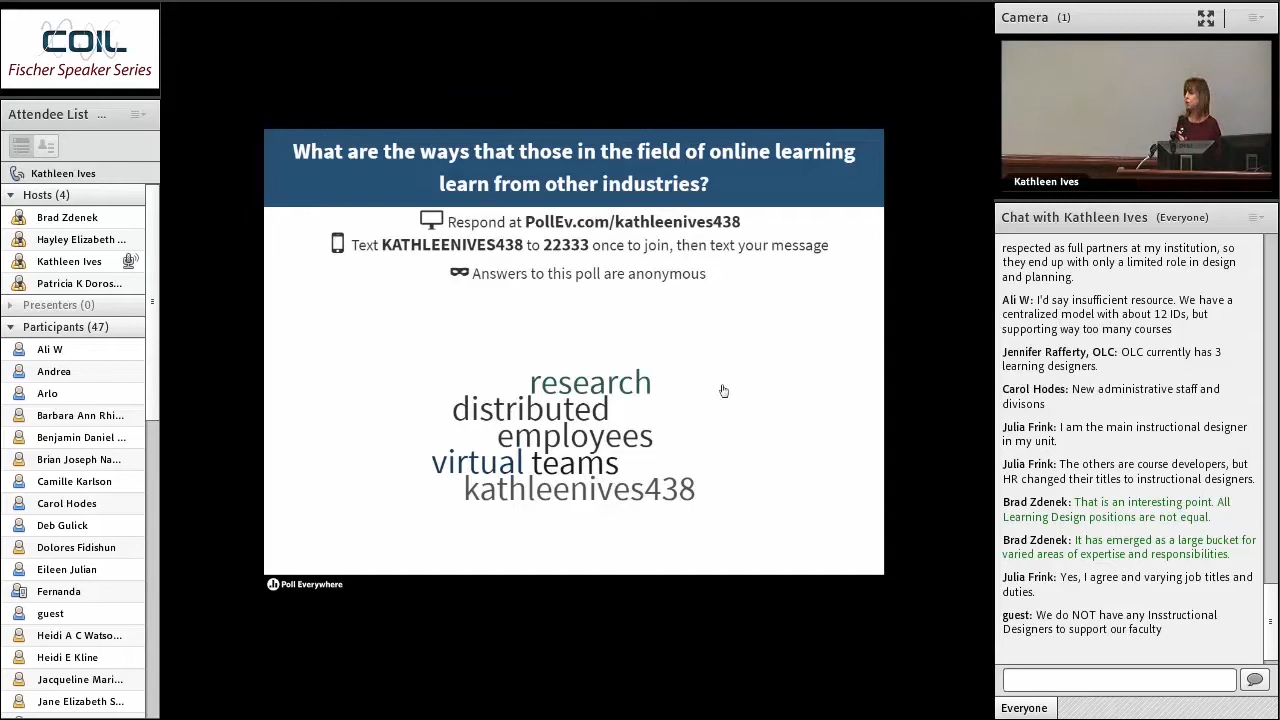 COIL
Fischer Speaker Series
Attendee List ...
Kathleen Ives
Hosts (4)
Brad Zdenek
Hayley Elizabeth ...
Kathleen Ives
Patricia K Doros...
Presenters (0)
Participants (47)
Ali W
Andrea
Arlo
Barbara Ann Rhi...
Benjamin Daniel ...
Brian Joseph Na...
Camille Karlson
Carol Hodes
Deb Gulick
Dolores Fidishun
Eileen Julian
Fernanda
guest
Heidi A C Watso...
Heidi E Kline
Jacqueline Mari...
Jane Elizabeth S...
What are the ways that those in the field of online learning
learn from other industries?
Respond at PollEv.com/kathleenives438
Text KATHLEENIVES438 to 22333 once to join, then text your message
Answers to this poll are anonymous
research
distributed
employees
virtual teams
kathleenives438
Poll Everywhere
Camera (1)
Kathleen Ives
Chat with Kathleen Ives (Everyone)
respected as full partners at my institution, so
they end up with only a limited role in design
and planning.
Ali W: I'd say insufficient resource. We have a
centralized model with about 12 IDs, but
supporting way too many courses
Jennifer Rafferty, OLC: OLC currently has 3
learning designers.
Carol Hodes: New administrative staff and
divisons
Julia Frink: I am the main instructional designer
in my unit.
Julia Frink: The others are course developers, but
HR changed their titles to instructional designers.
Brad Zdenek: That is an interesting point. All
Learning Design positions are not equal.
Brad Zdenek: It has emerged as a large bucket for
varied areas of expertise and responsibilities.
Julia Frink: Yes, I agree and varying job titles and
duties.
guest: We do NOT have any Insstructional
Designers to support our faculty
Everyone